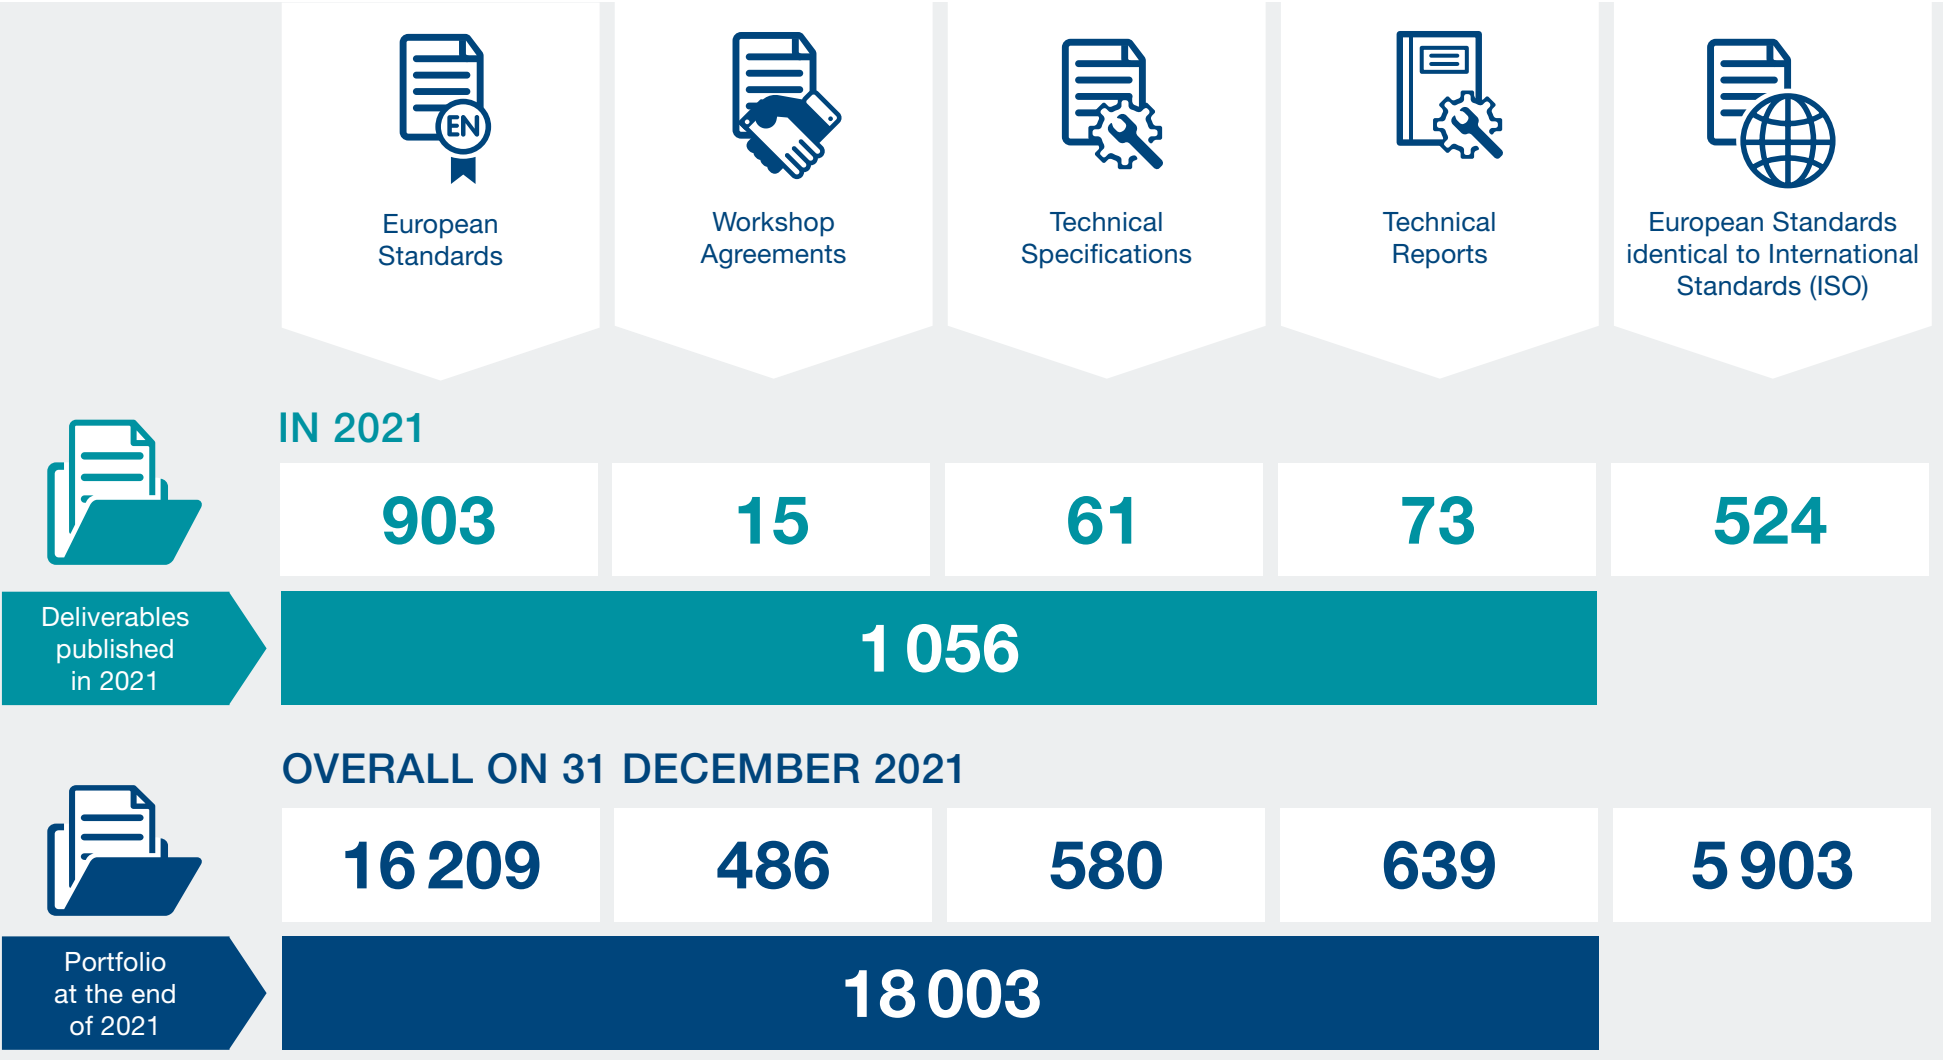 EN
European
Standards
Workshop
Agreements
Technical
Specifications
Technical
Reports
European Standards
identical to International
Standards (ISO)
IN 2021
903
15
61
73
524
Deliverables
published
in 2021
1 056
OVERALL ON 31 DECEMBER 2021
16 209
486
580
639
5 903
Portfolio
at the end
of 2021
18 003